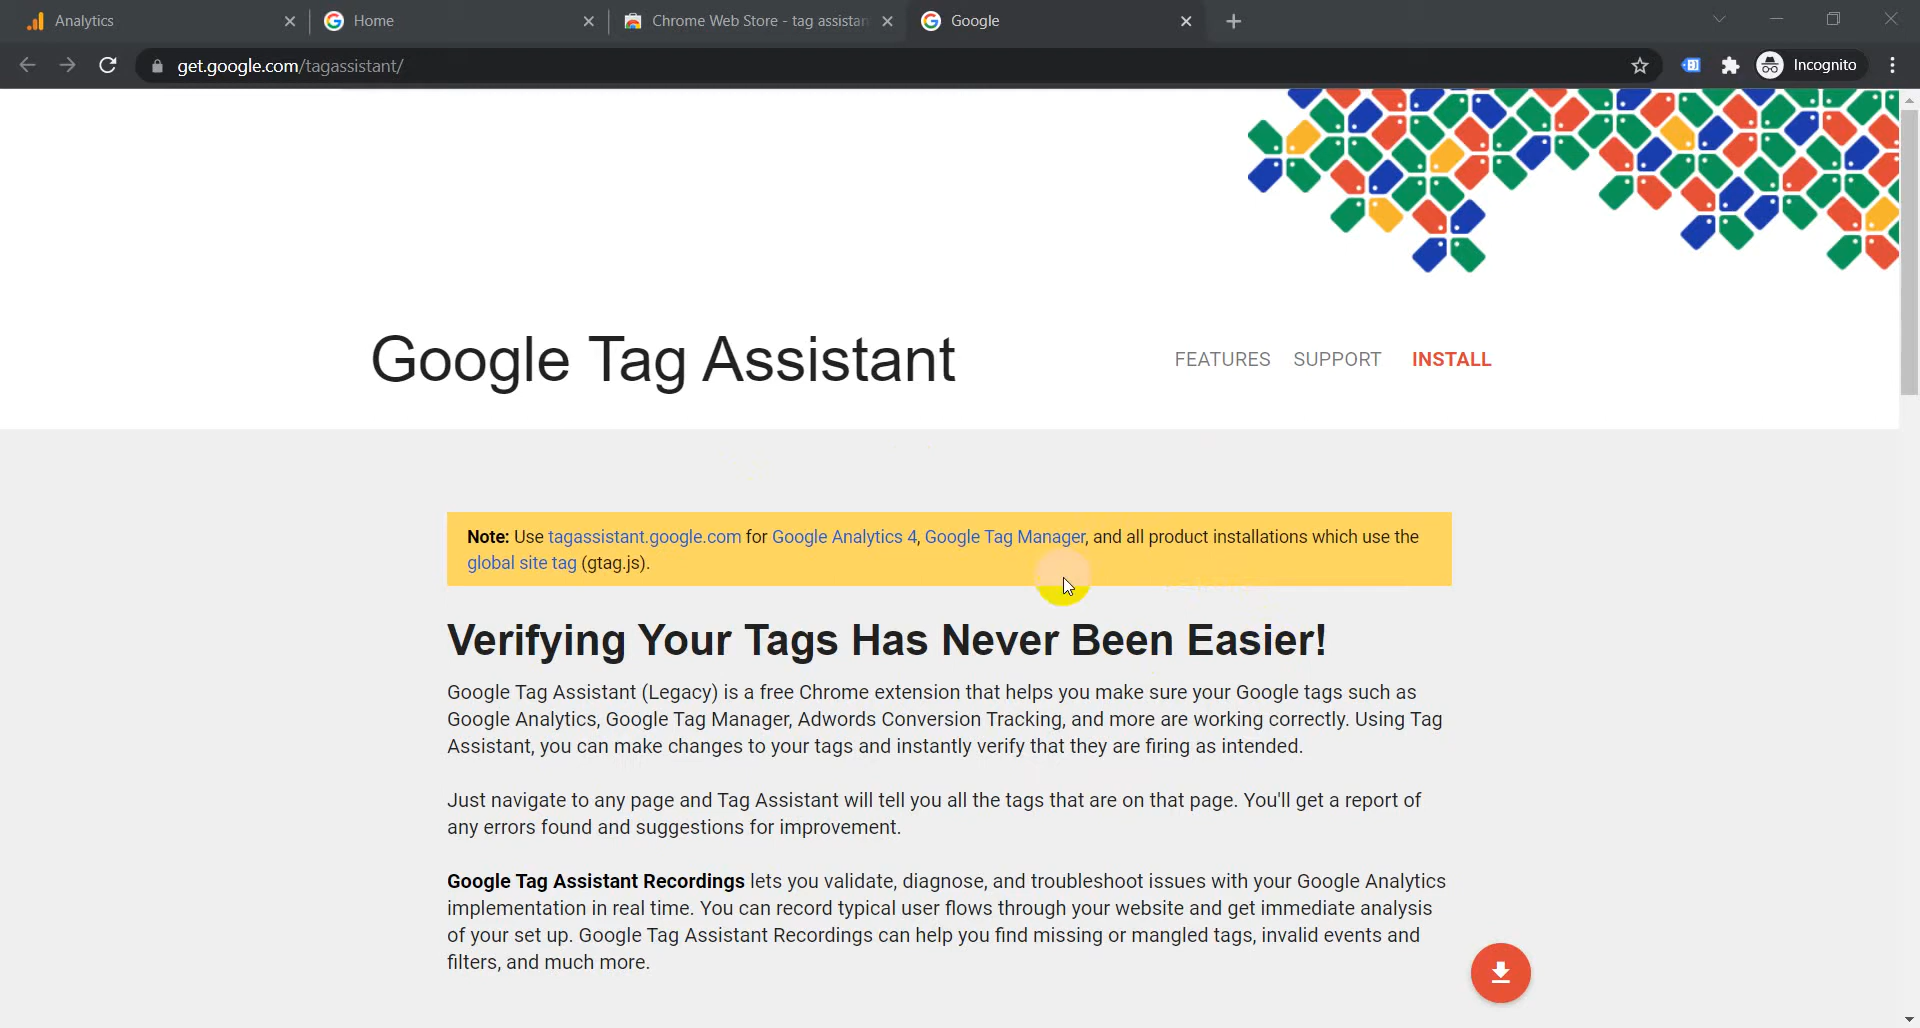 Analytics
Home
Chrome Web Store - tag assistan
Google
get.google.com/tagassistant/
Incognito
Google Tag Assistant
FEATURES
SUPPORT
INSTALL
Note: Use tagassistant.google.com for Google Analytics 4, Google Tag Manager, and all product installations which use the
global site tag (gtag.js).
Verifying Your Tags Has Never Been Easier!
Google Tag Assistant (Legacy) is a free Chrome extension that helps you make sure your Google tags such as
Google Analytics, Google Tag Manager, Adwords Conversion Tracking, and more are working correctly. Using Tag
Assistant, you can make changes to your tags and instantly verify that they are firing as intended.
Just navigate to any page and Tag Assistant will tell you all the tags that are on that page. You'll get a report of
any errors found and suggestions for improvement.
Google Tag Assistant Recordings lets you validate, diagnose, and troubleshoot issues with your Google Analytics
implementation in real time. You can record typical user flows through your website and get immediate analysis
of your set up. Google Tag Assistant Recordings can help you find missing or mangled tags, invalid events and
filters, and much more.